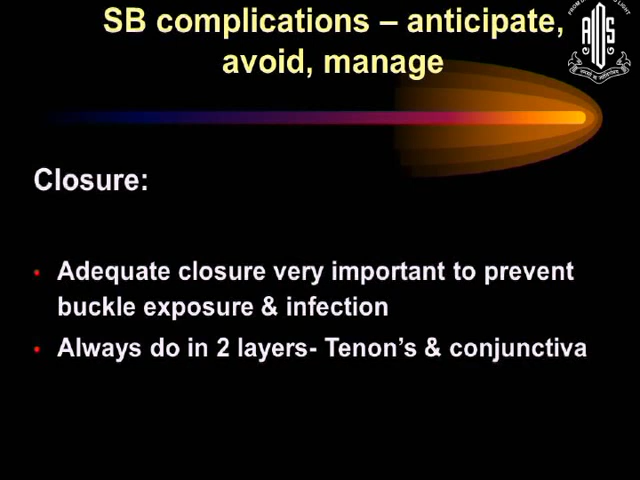 SB complications – anticipate,
avoid, manage
Closure:
• Adequate closure very important to prevent
buckle exposure & infection
• Always do in 2 layers- Tenon's & conjunctiva